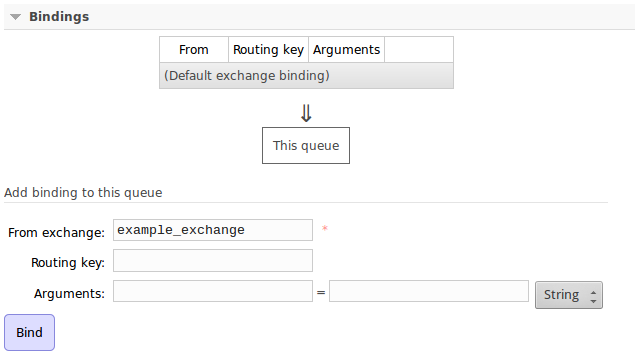 Bindings
From Routing key Arguments
(Default exchange binding)
⇓
This queue
Add binding to this queue
From exchange: example_exchange *
Routing key:
Arguments: = String
Bind